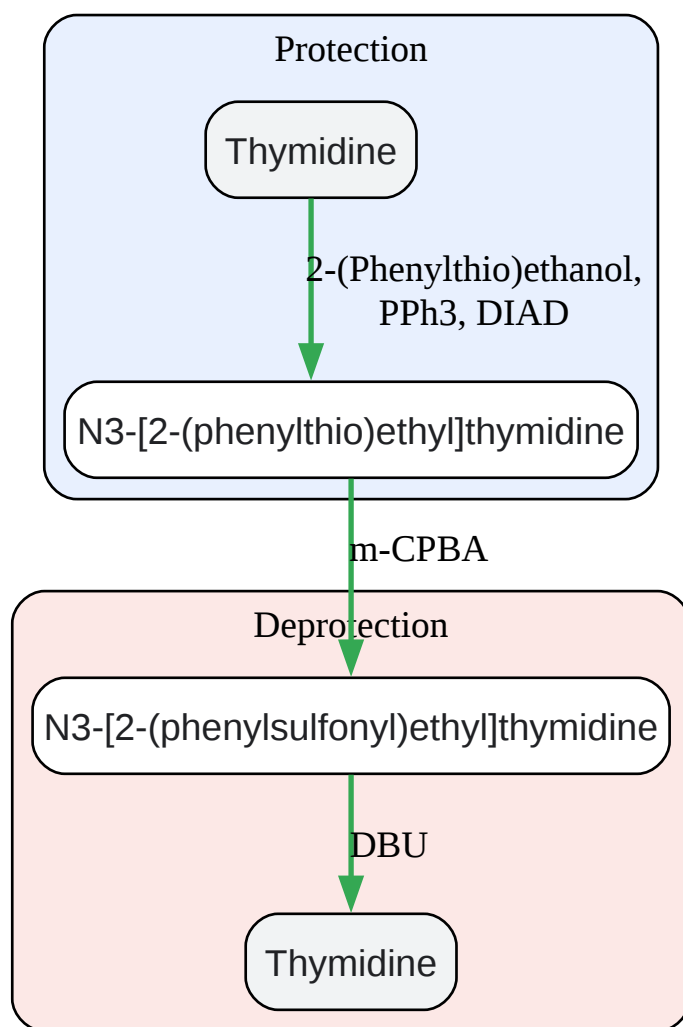 Protection
Thymidine
2-(Phenylthio)ethanol,
PPh3, DIAD
N3-[2-(phenylthio)ethyl]thymidine
m-CPBA
Deprotection
N3-[2-(phenylsulfonyl)ethyl]thymidine
DBU
Thymidine